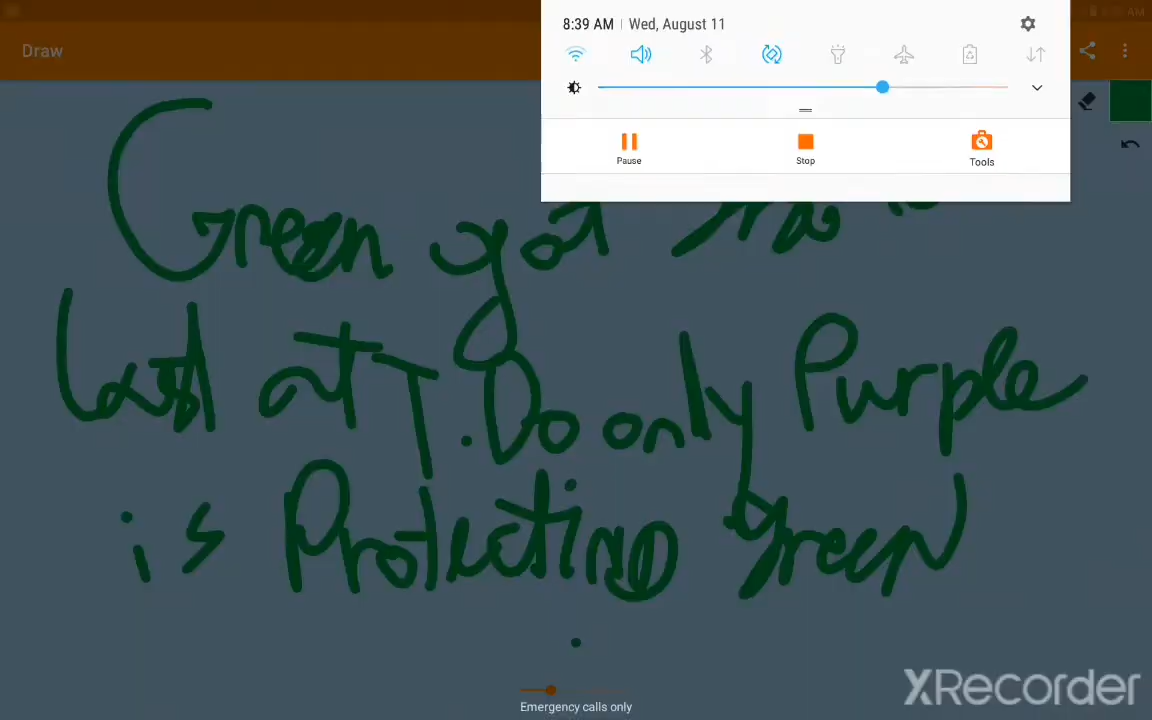 8:39 AM | Wed, August 11
Draw
Pause Stop Tools
Green got is
Last at T.Do only Purple
is Protecting green
.
Emergency calls only
XRecorder